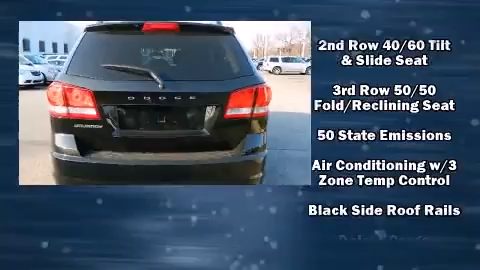 2nd Row 40/60 Tilt
& Slide Seat
3rd Row 50/50
Fold/Reclining Seat
50 State Emissions
Air Conditioning w/3
Zone Temp Control
Black Side Roof Rails
DODGE